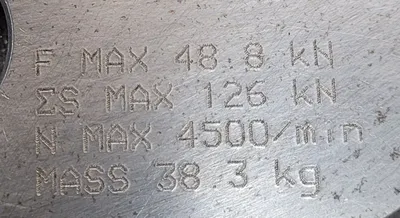 F MAX 48.8 kN
ΣS MAX 126 kN
N MAX 4500/min
MASS 38.3 kg